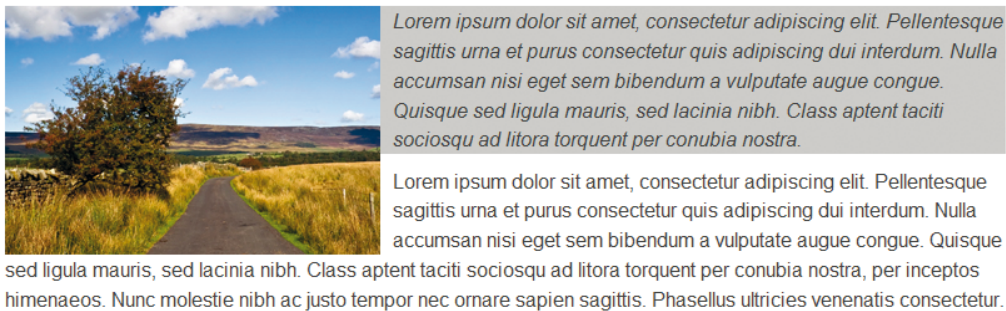 Lorem ipsum dolor sit amet, consectetur adipiscing elit. Pellentesque
sagittis urna et purus consectetur quis adipiscing dui interdum. Nulla
accumsan nisi eget sem bibendum a vulputate augue congue.
Quisque sed ligula mauris, sed lacinia nibh. Class aptent taciti
sociosqu ad litora torquent per conubia nostra.
Lorem ipsum dolor sit amet, consectetur adipiscing elit. Pellentesque
sagittis urna et purus consectetur quis adipiscing dui interdum. Nulla
accumsan nisi eget sem bibendum a vulputate augue congue. Quisque
sed ligula mauris, sed lacinia nibh. Class aptent taciti sociosqu ad litora torquent per conubia nostra, per inceptos
himenaeos. Nunc molestie nibh ac justo tempor nec ornare sapien sagittis. Phasellus ultricies venenatis consectetur.